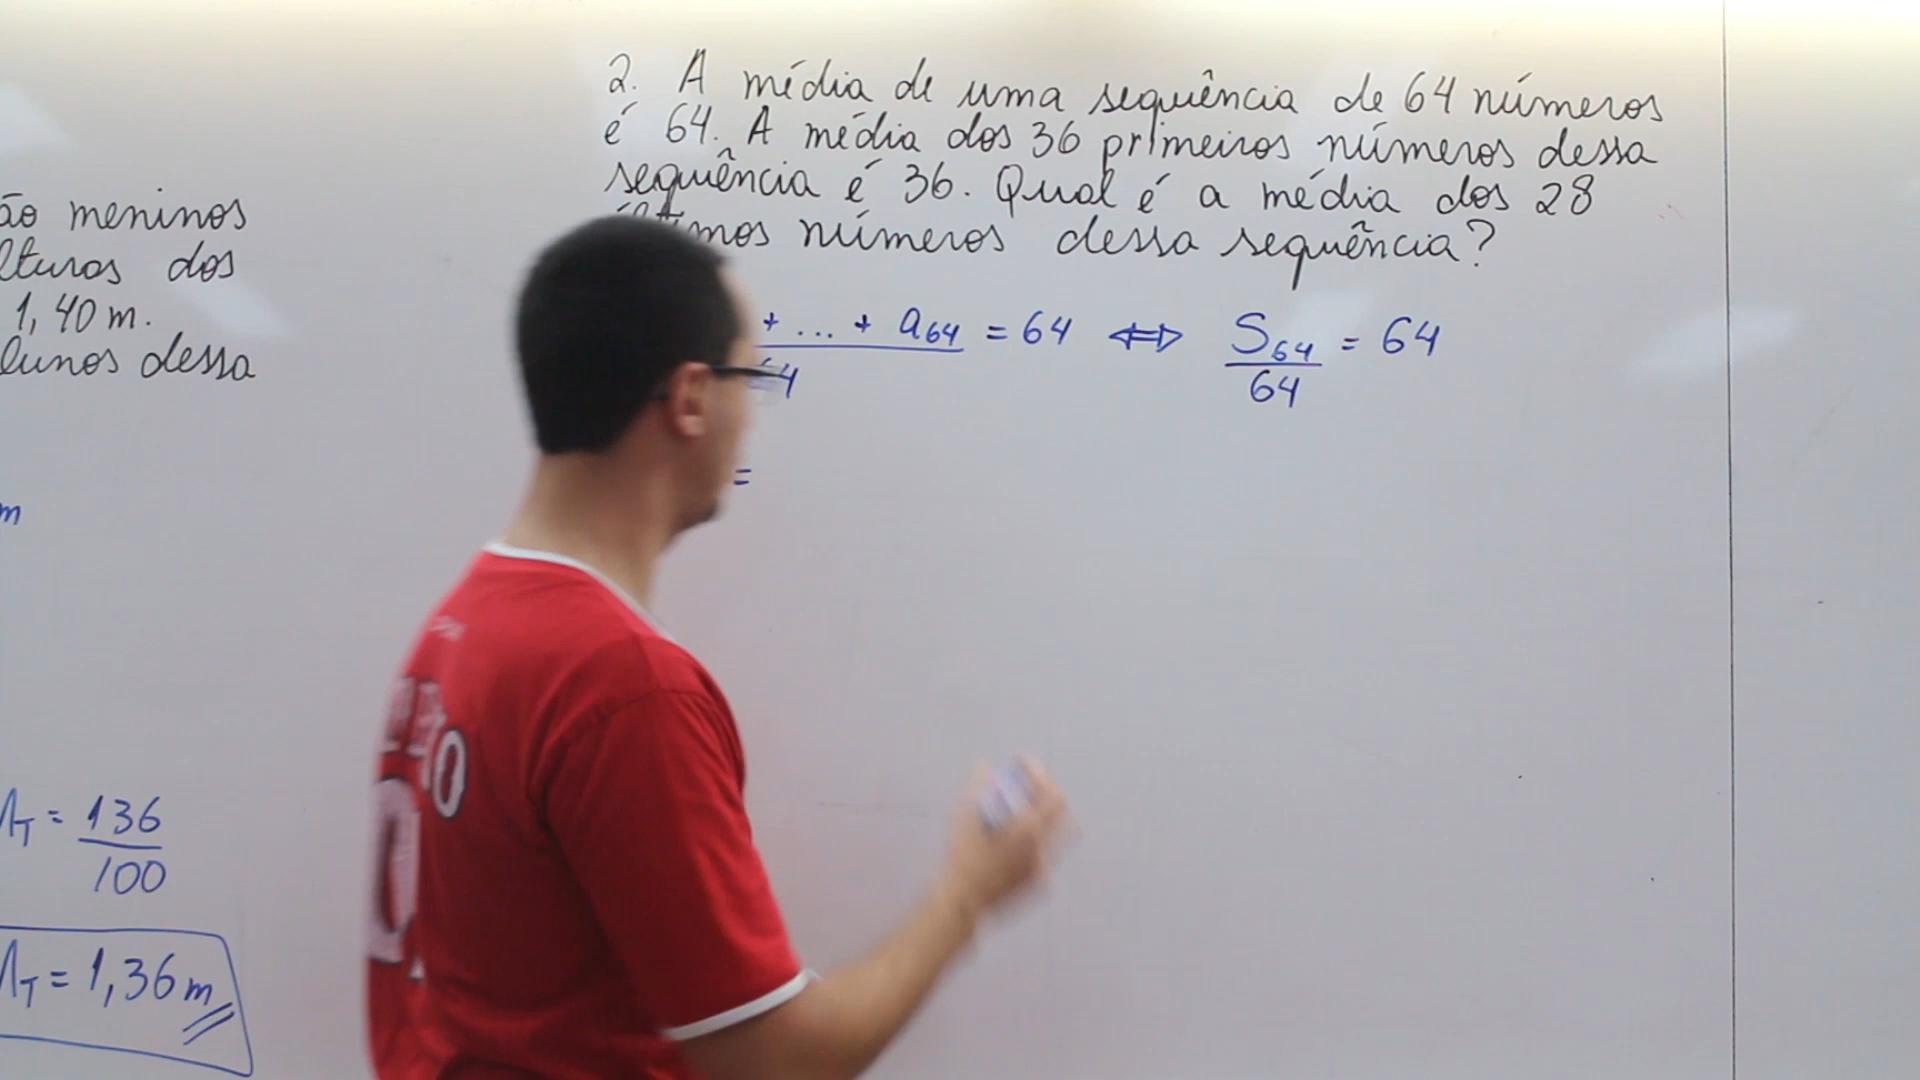 2. A média de uma sequência de 64 números
é 64. A média dos 36 primeiros números dessa
sequência é 36. Qual é a média dos 28
últimos números dessa sequência?
+ ... + a₆₄ = 64 ⟺ S₆₄ = 64
64
64
=
ão meninos
lturas dos
1,40 m.
lunos dessa
m
T = 136
100
T = 1,36 m